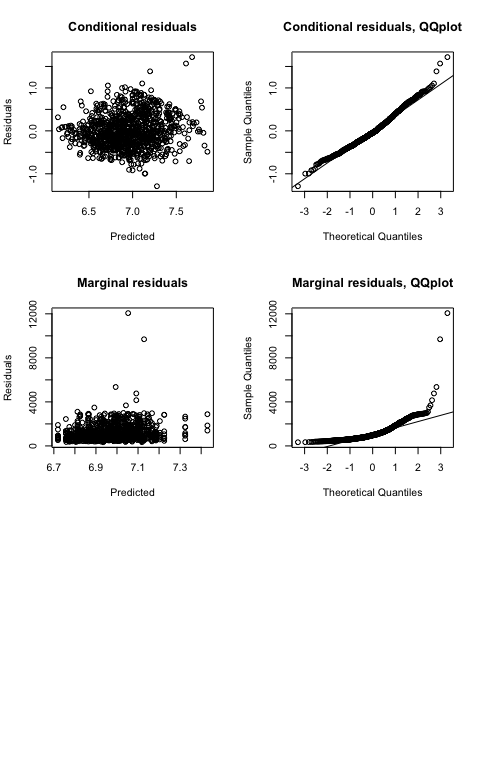 Conditional residuals
Residuals
-1.0 0.0 1.0
6.5 7.0 7.5
Predicted
Conditional residuals, QQplot
Sample Quantiles
-1.0 0.0 1.0
-3 -2 -1 0 1 2 3
Theoretical Quantiles
Marginal residuals
Residuals
0 4000 8000 12000
6.7 6.9 7.1 7.3
Predicted
Marginal residuals, QQplot
Sample Quantiles
0 4000 8000 12000
-3 -2 -1 0 1 2 3
Theoretical Quantiles